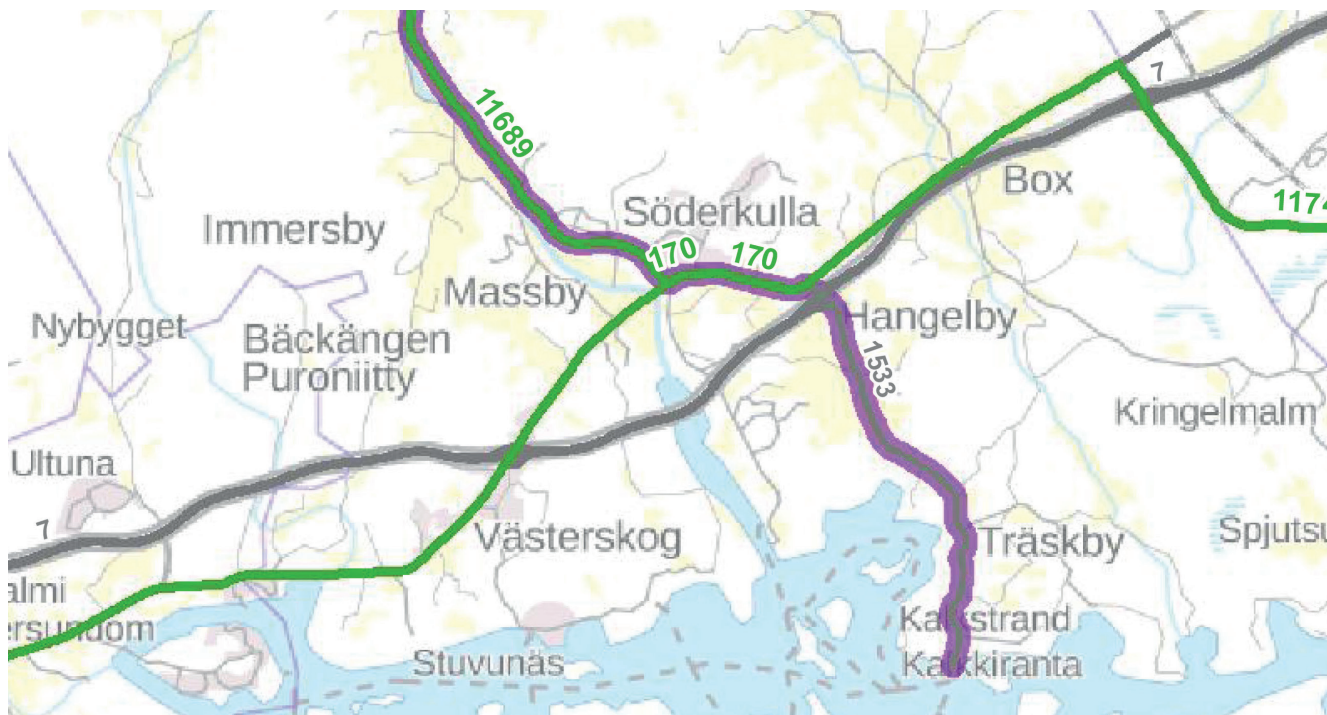 7
11689
Box
1174
Söderkulla
Immersby
170
170
Massby
Hangelby
Nybygget
Bäckängen
Puroniitty
1533
Kringelmalm
Ultuna
7
Västerskog
Träskby
Spjutsu
almi
ersundom
Kalkstrand
Stuvunäs
Kalkkiranta